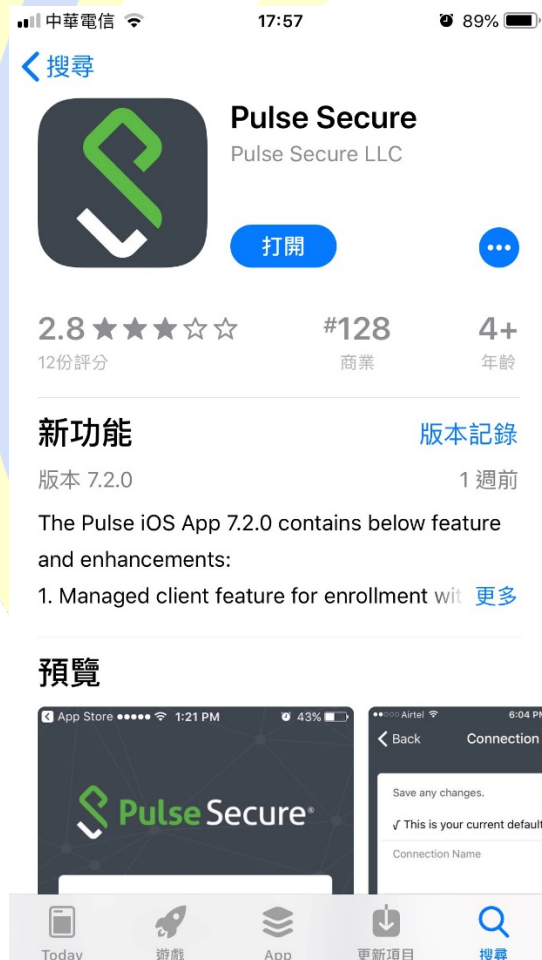 中華電信 17:57 89%
搜尋
Pulse Secure
Pulse Secure LLC
打開
2.8 ★★★☆☆ #128 4+
12份評分 商業 年齡
新功能 版本記錄
版本 7.2.0 1 週前
The Pulse iOS App 7.2.0 contains below feature
and enhancements:
1. Managed client feature for enrollment wit 更多
預覽
App Store 1:21 PM 43%
Pulse Secure®
Airtel 6:04 PM
Back Connection
Save any changes.
√ This is your current default
Connection Name
Today 遊戲 App 更新項目 搜尋